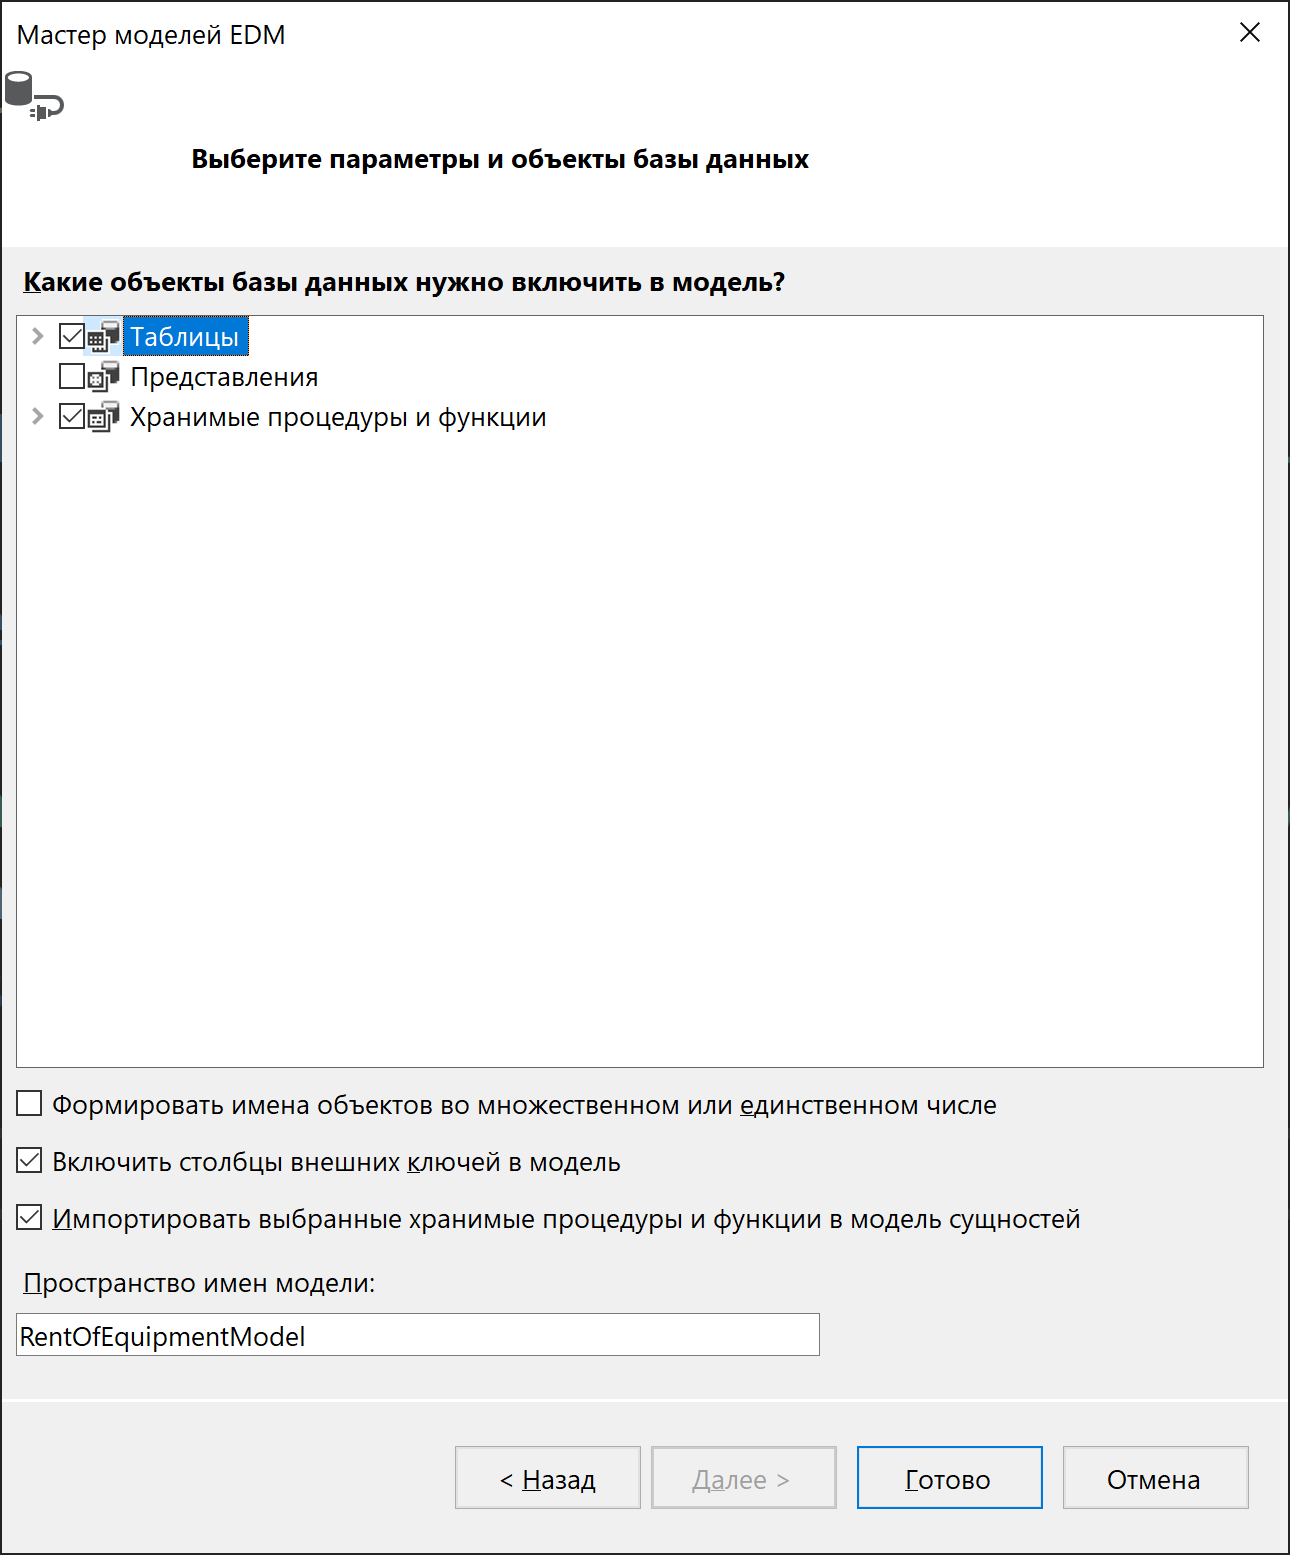 Мастер моделей EDM
Выберите параметры и объекты базы данных
Какие объекты базы данных нужно включить в модель?
Таблицы
Представления
Хранимые процедуры и функции
Формировать имена объектов во множественном или единственном числе
Включить столбцы внешних ключей в модель
Импортировать выбранные хранимые процедуры и функции в модель сущностей
Пространство имен модели:
RentOfEquipmentModel
< Назад
Далее >
Готово
Отмена